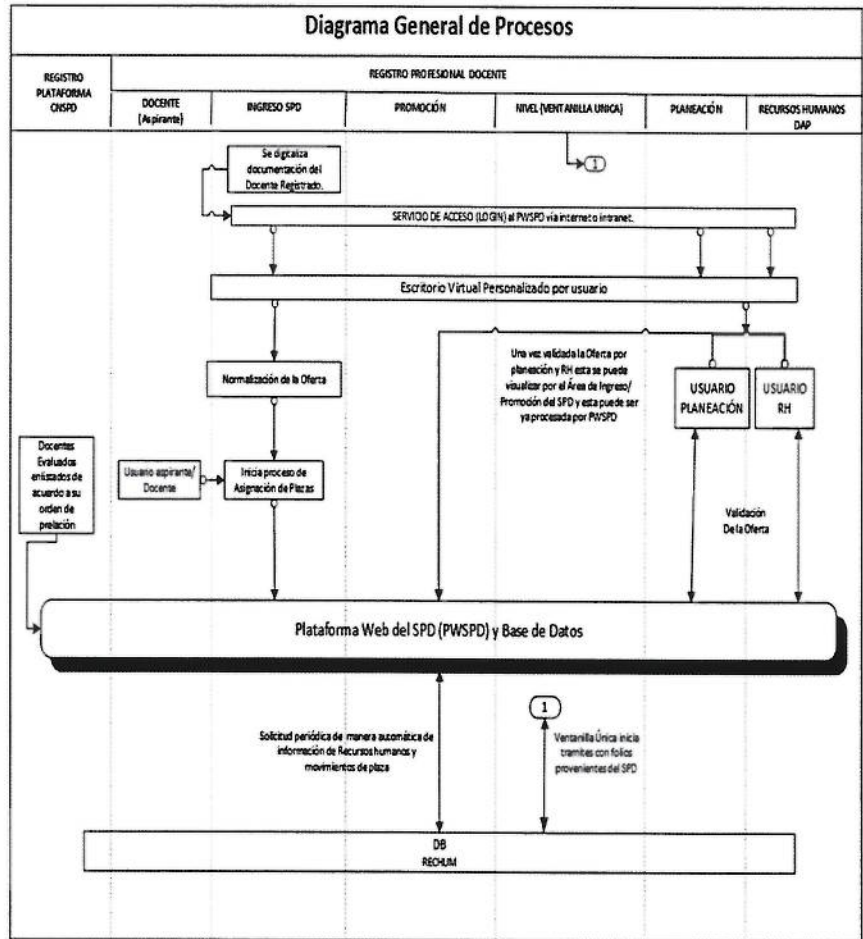 Diagrama General de Procesos
REGISTRO
PLATAFORMA
CNSPD
REGISTRO PROFESIONAL DOCENTE
DOCENTE
(Aspirante)
INGRESO SPD
PROMOCIÓN
NIVEL (VENTANILLA UNICA)
PLANEACIÓN
RECURSOS HUMANOS
DAP
Se digitaliza
documentación del
Docente Registrado.
1
SERVICIO DE ACCESO (LOGIN) al PWSPD via internet o intranet.
Escritorio Virtual Personalizado por usuario
Normalización de la Oferta
Una vez validada la Oferta por
planeación y RH esta se puede
visualizar por el Área de Ingreso/
Promoción del SPD y esta puede ser
ya procesada por PWSPD
USUARIO
PLANEACIÓN
USUARIO
RH
Docentes
Evaluados
enlistados de
acuerdo a su
orden de
prelación
Usuario aspirante/
Docente
Inicia proceso de
Asignación de Plazas
Validación
De la Oferta
Plataforma Web del SPD (PWSPD) y Base de Datos
Solicitud periódica de manera automática de
información de Recursos humanos y
movimientos de plaza
1
Ventanilla Única inicia
tramites con folios
provenientes del SPD
DB
RECHUM